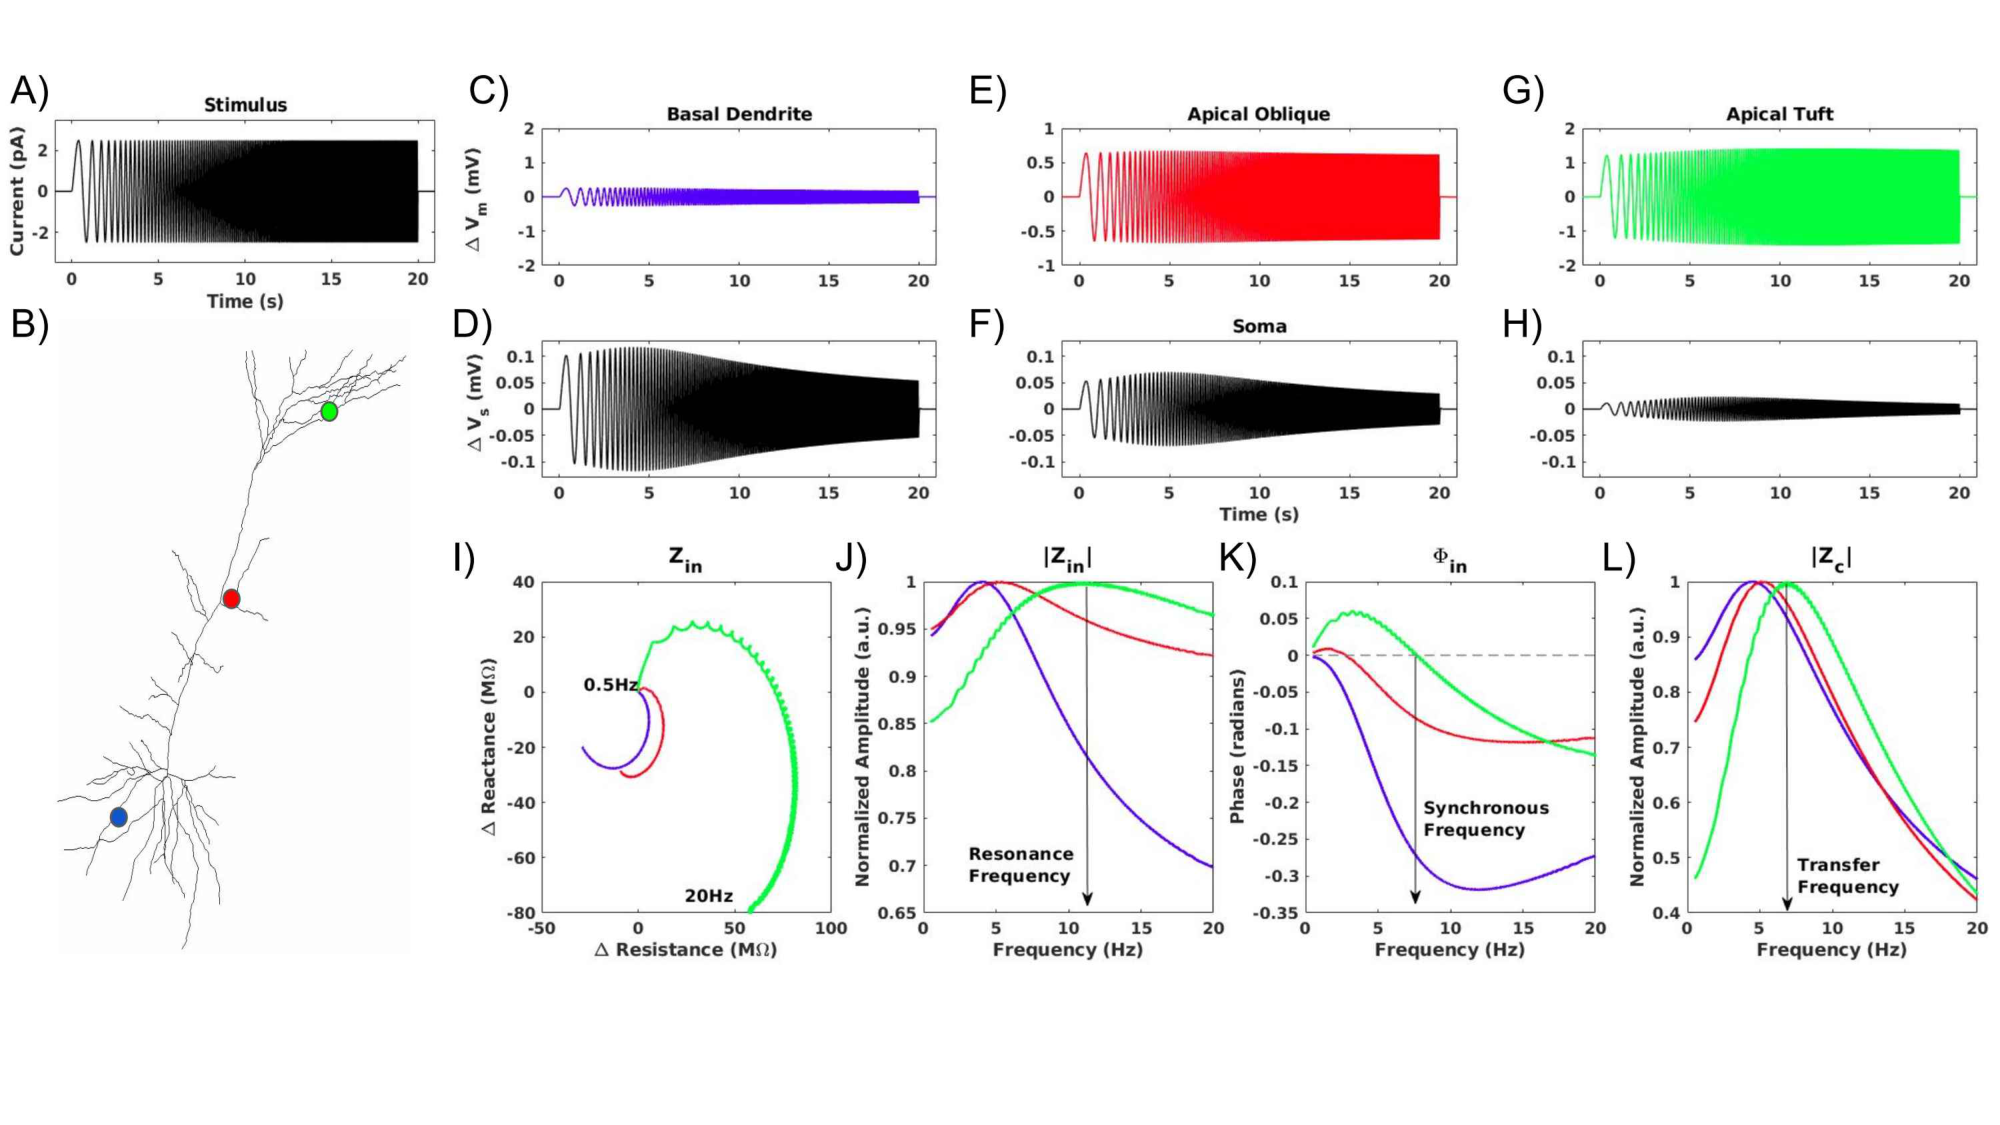 A)
Stimulus
Current (pA)
2
0
-2
0 5 10 15 20
Time (s)
C)
Basal Dendrite
Δ Vm (mV)
2
1
0
-1
-2
0 5 10 15 20
E)
Apical Oblique
1
0.5
0
-0.5
-1
0 5 10 15 20
G)
Apical Tuft
2
1
0
-1
-2
0 5 10 15 20
B)
D)
Δ Vs (mV)
0.1
0.05
0
-0.05
-0.1
0 5 10 15 20
F)
Soma
0.1
0.05
0
-0.05
-0.1
0 5 10 15 20
Time (s)
H)
0.1
0.05
0
-0.05
-0.1
0 5 10 15 20
I)
Zin
Δ Reactance (MΩ)
40
20
0
-20
-40
-60
-80
0.5Hz
20Hz
-50 0 50 100
Δ Resistance (MΩ)
J)
|Zin|
Normalized Amplitude (a.u.)
1
0.95
0.9
0.85
0.8
0.75
0.7
0.65
Resonance
Frequency
0 5 10 15 20
Frequency (Hz)
K)
Φin
Phase (radians)
0.1
0.05
0
-0.05
-0.1
-0.15
-0.2
-0.25
-0.3
-0.35
Synchronous
Frequency
0 5 10 15 20
Frequency (Hz)
L)
|Zc|
Normalized Amplitude (a.u.)
1
0.9
0.8
0.7
0.6
0.5
0.4
Transfer
Frequency
0 5 10 15 20
Frequency (Hz)